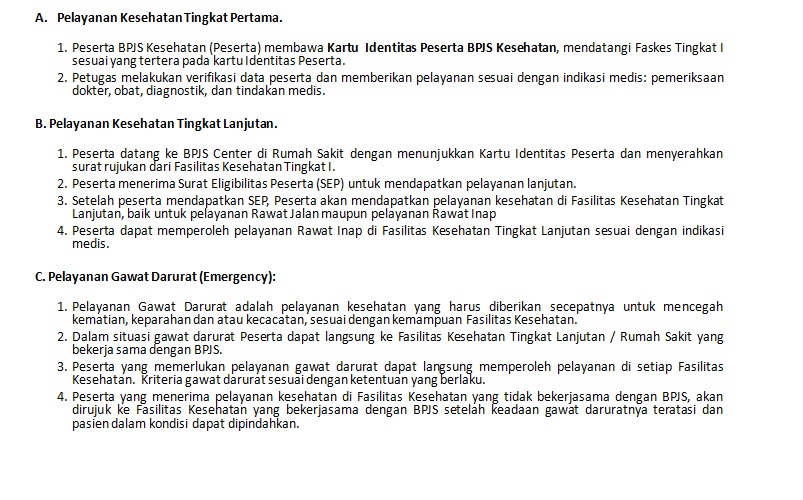 A. Pelayanan Kesehatan Tingkat Pertama.
1. Peserta BPJS Kesehatan (Peserta) membawa Kartu Identitas Peserta BPJS Kesehatan, mendatangi Faskes Tingkat I
sesuai yang tertera pada kartu Identitas Peserta.
2. Petugas melakukan verifikasi data peserta dan memberikan pelayanan sesuai dengan indikasi medis: pemeriksaan
dokter, obat, diagnostik, dan tindakan medis.
B. Pelayanan Kesehatan Tingkat Lanjutan.
1. Peserta datang ke BPJS Center di Rumah Sakit dengan menunjukkan Kartu Identitas Peserta dan menyerahkan
surat rujukan dari Fasilitas Kesehatan Tingkat I.
2. Peserta menerima Surat Eligibilitas Peserta (SEP) untuk mendapatkan pelayanan lanjutan.
3. Setelah peserta mendapatkan SEP, Peserta akan mendapatkan pelayanan kesehatan di Fasilitas Kesehatan Tingkat
Lanjutan, baik untuk pelayanan Rawat Jalan maupun pelayanan Rawat Inap
4. Peserta dapat memperoleh pelayanan Rawat Inap di Fasilitas Kesehatan Tingkat Lanjutan sesuai dengan indikasi
medis.
C. Pelayanan Gawat Darurat (Emergency):
1. Pelayanan Gawat Darurat adalah pelayanan kesehatan yang harus diberikan secepatnya untuk mencegah
kematian, keparahan dan atau kecacatan, sesuai dengan kemampuan Fasilitas Kesehatan.
2. Dalam situasi gawat darurat Peserta dapat langsung ke Fasilitas Kesehatan Tingkat Lanjutan / Rumah Sakit yang
bekerja sama dengan BPJS.
3. Peserta yang memerlukan pelayanan gawat darurat dapat langsung memperoleh pelayanan di setiap Fasilitas
Kesehatan. Kriteria gawat darurat sesuai dengan ketentuan yang berlaku.
4. Peserta yang menerima pelayanan kesehatan di Fasilitas Kesehatan yang tidak bekerjasama dengan BPJS, akan
dirujuk ke Fasilitas Kesehatan yang bekerjasama dengan BPJS setelah keadaan gawat daruratnya teratasi dan
pasien dalam kondisi dapat dipindahkan.